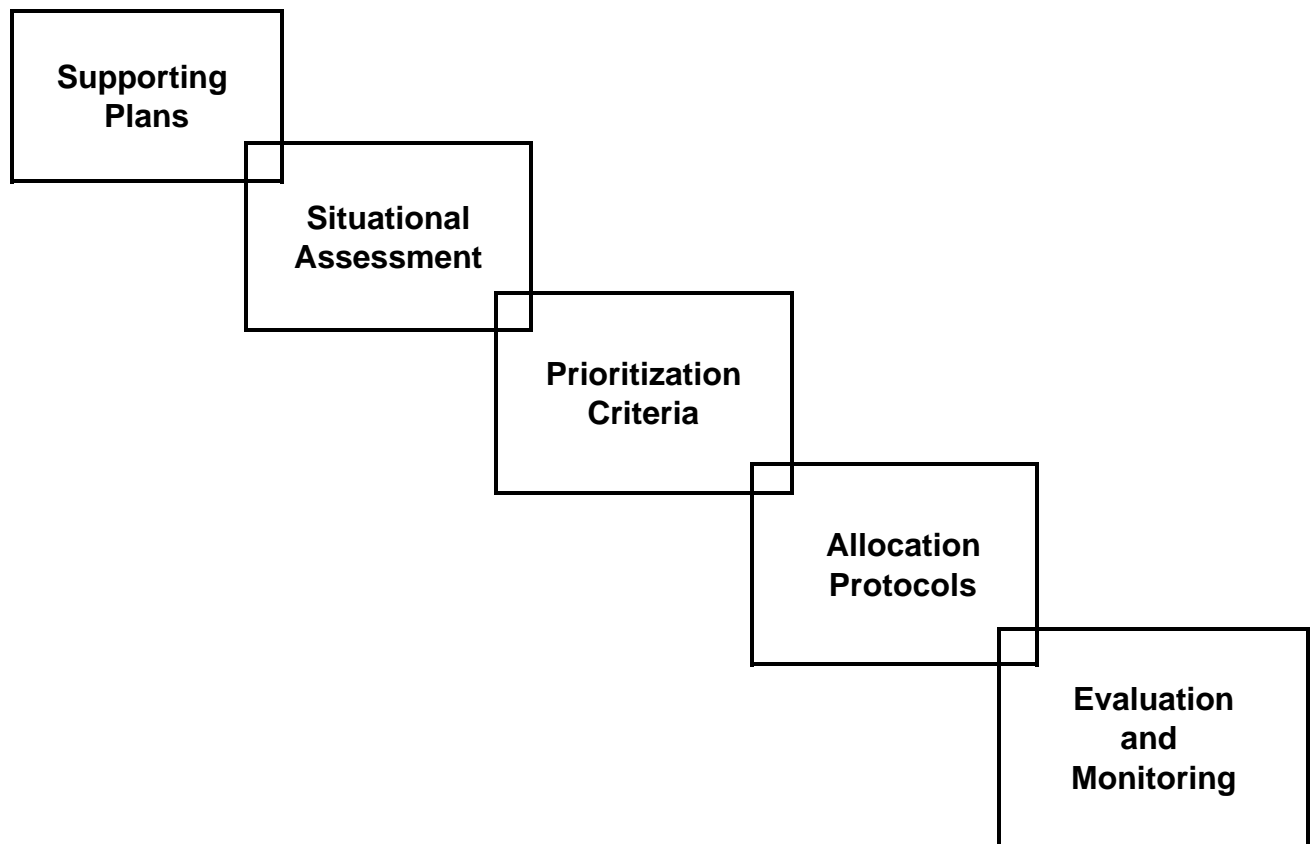 Supporting
Plans
Situational
Assessment
Prioritization
Criteria
Allocation
Protocols
Evaluation
and
Monitoring